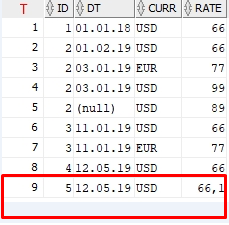 T ID DT CURR RATE
1 1 01.01.18 USD 66
2 2 01.02.19 USD 66
3 2 03.01.19 EUR 77
4 2 03.01.19 USD 99
5 2 (null) USD 89
6 3 11.01.19 USD 66
7 3 11.01.19 EUR 77
8 4 12.05.19 USD 66
9 5 12.05.19 USD 66,1